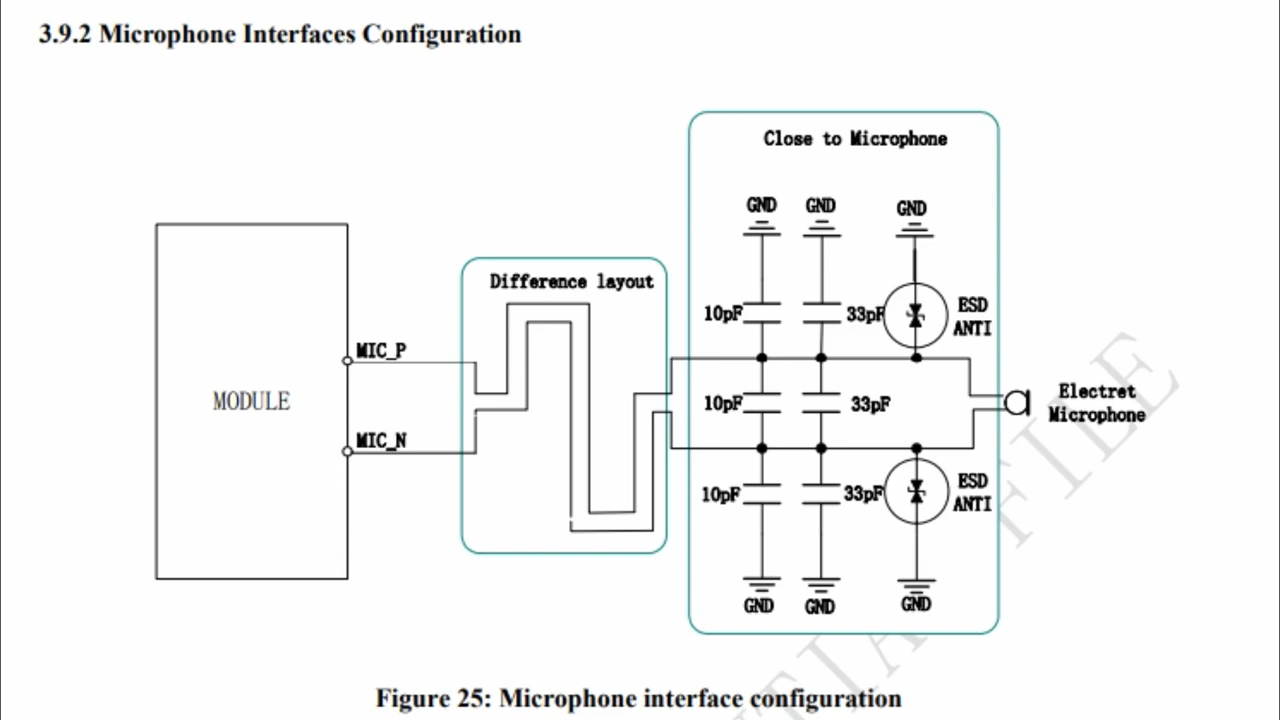 3.9.2 Microphone Interfaces Configuration
Close to Microphone
GND GND GND
Difference layout
10pF 33pF ESD
ANTI
MIC_P
MODULE
10pF 33pF Electret
Microphone
MIC_N
10pF 33pF ESD
ANTI
GND GND GND
FILE
Figure 25: Microphone interface configuration